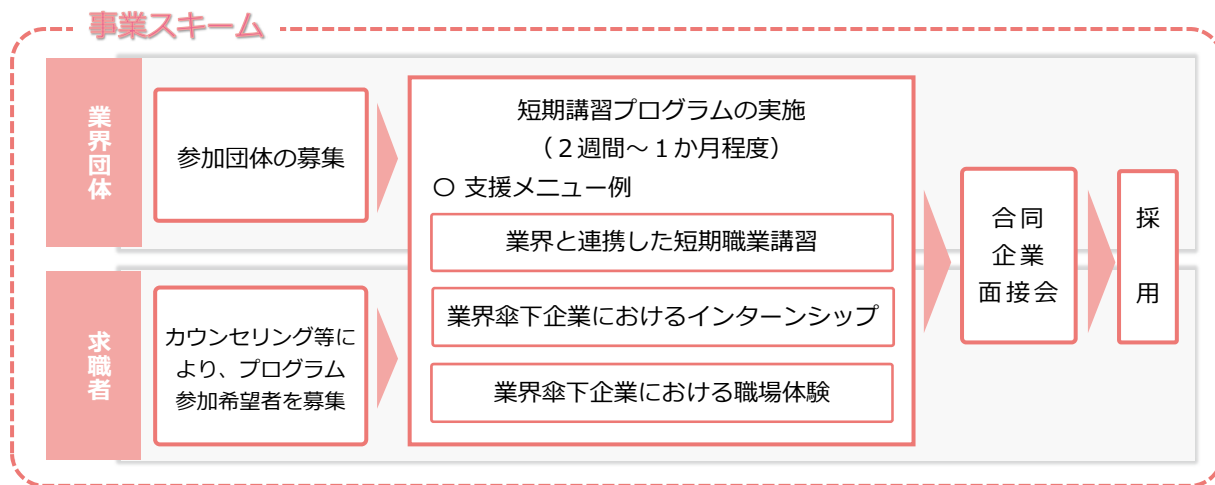 事業スキーム
業界団体
参加団体の募集
短期講習プログラムの実施
（２週間～１か月程度）
○ 支援メニュー例
業界と連携した短期職業講習
業界傘下企業におけるインターンシップ
業界傘下企業における職場体験
求職者
カウンセリング等に
より、プログラム
参加希望者を募集
合同
企業
面接会
採
用